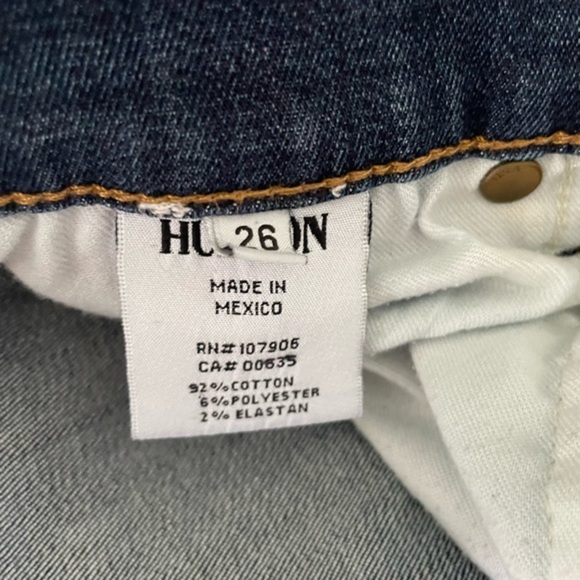 HU ON
26
MADE IN
MEXICO
RN# 107906
CA# 00635
92% COTTON
6% POLYESTER
2% ELASTAN